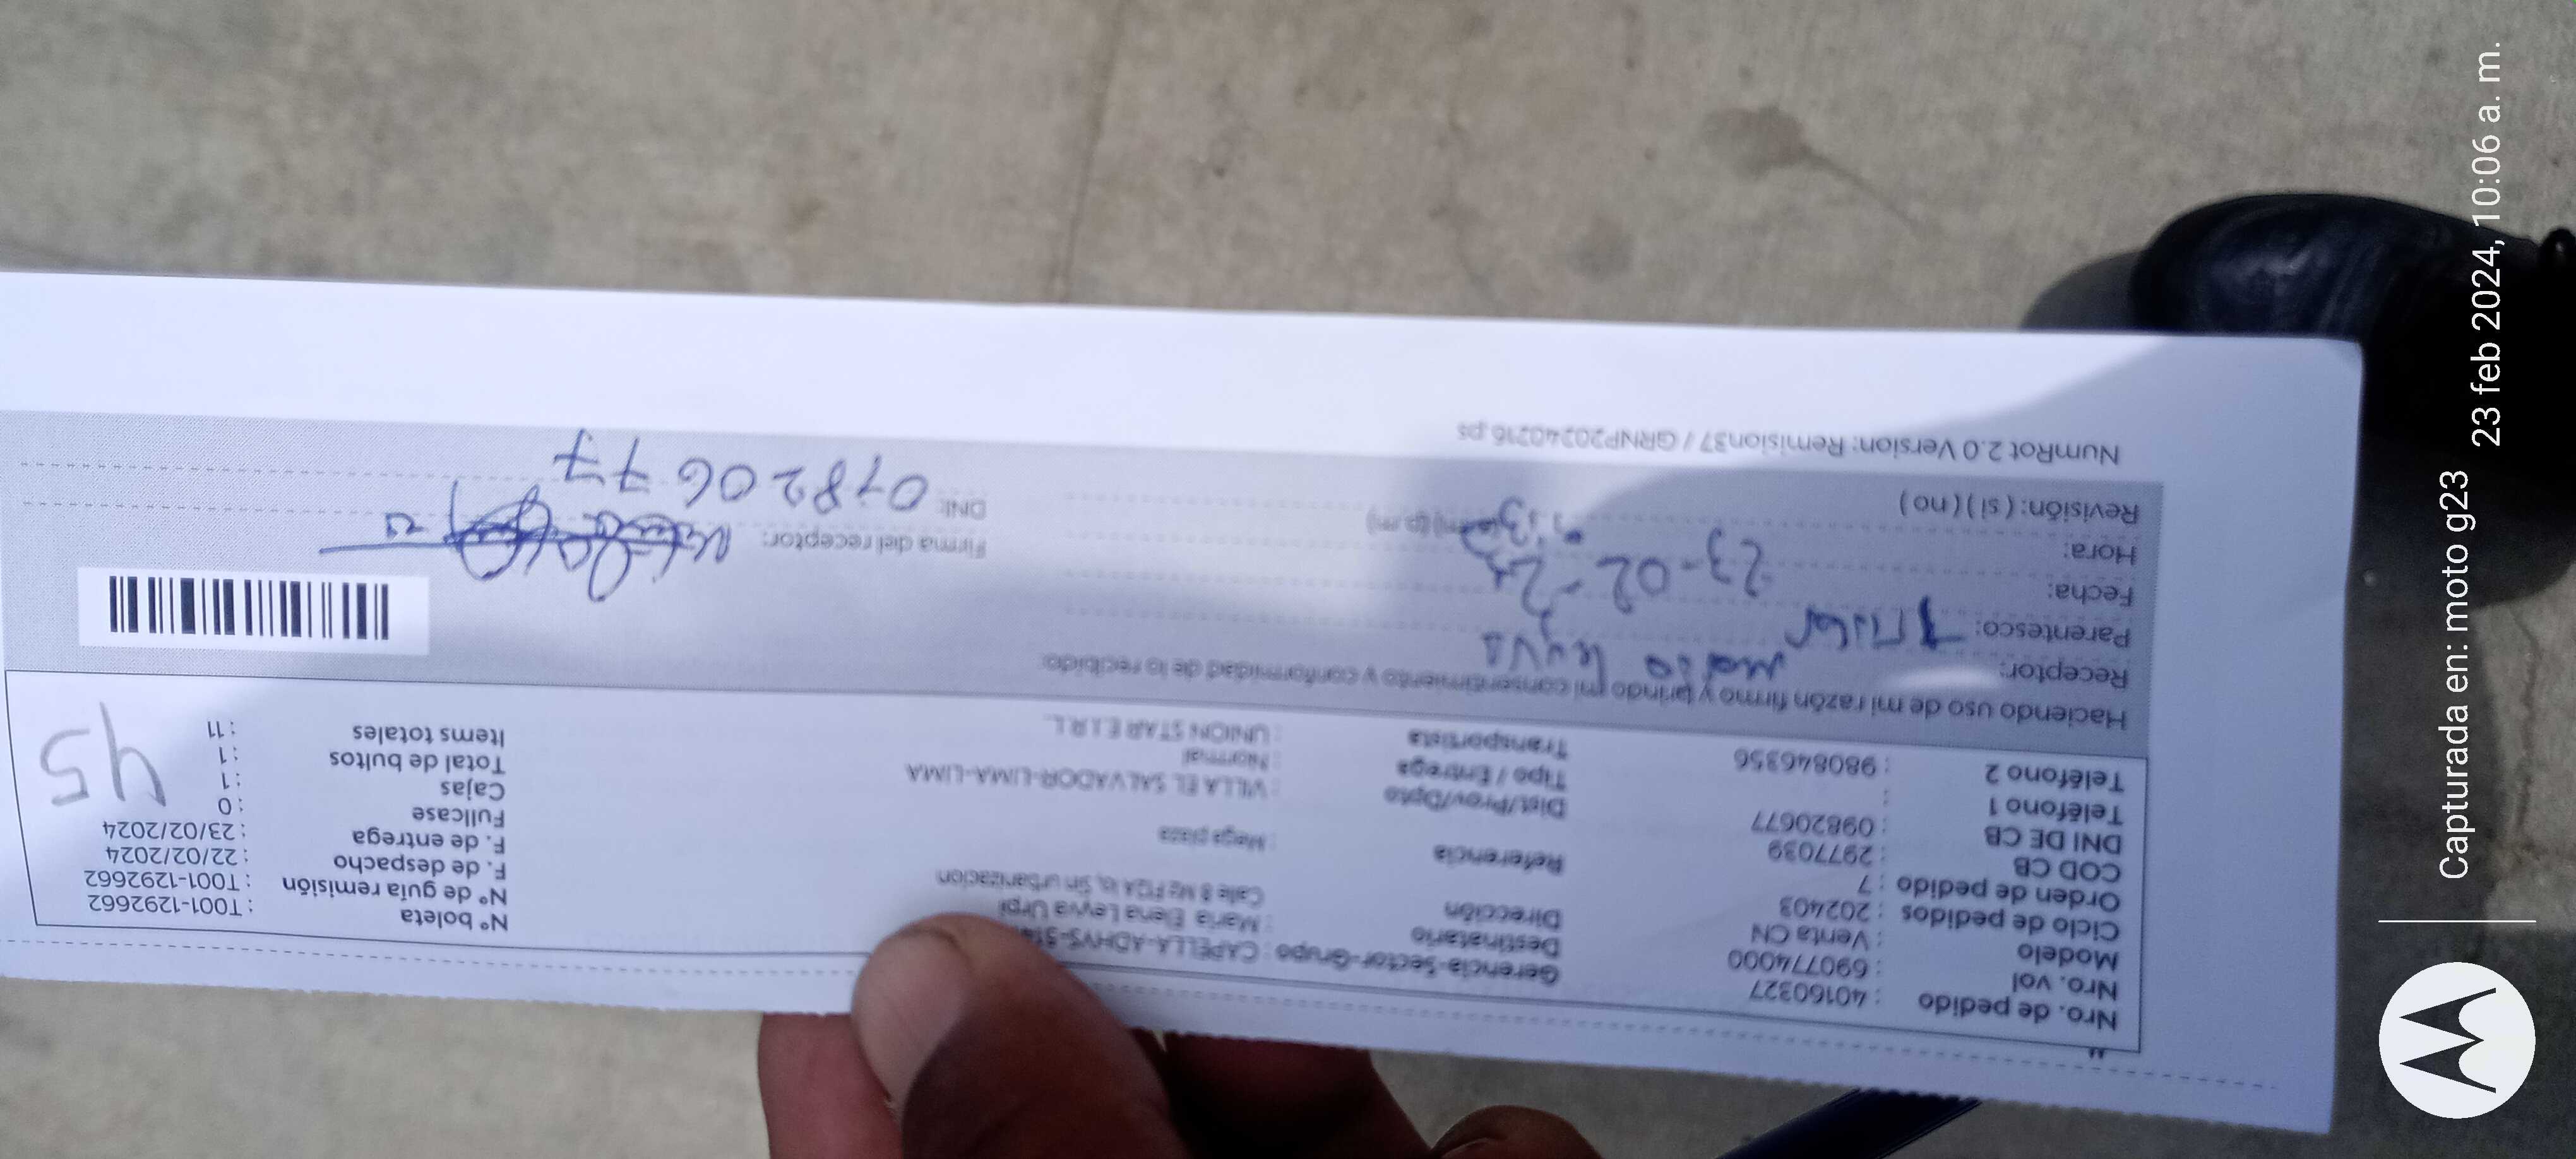 Nro. de pedido : 40160327
Nro. vol : 690774000
Modelo : Venta CN
Ciclo de pedidos : 202403
Orden de pedido : 7
COD CB : 2977039
DNI DE CB : 09820677
Teléfono 1 :
Teléfono 2 : 980846356
Gerencia-Sector-Grupo : CAPELLA-ADHVS-
Destinatario : Maria Elena Leyva Urpi
Dirección Calle 8 Mz F1 Sin urbanizacion
Referencia : Mega plaza
Dist/Prov/Dpto : VILLA EL SALVADOR-LIMA-LIMA
Tipo / Entrega : Normal
Transportista : UNION STAR E.I.R.L.
N° boleta : T001-1292662
N° de guía remisión : T001-1292662
F. de despacho : 22/02/2024
F. de entrega : 23/02/2024
Fullcase : 0
Cajas : 1
Total de bultos : 1
Items totales : 11
45
Haciendo uso de mi razón firmo y brindo mi consentimiento y conformidad de lo recibido:
Receptor: Maria leyva
Parentesco:
Fecha: 23-02-24
Hora: (am) (p.m)
Revisión: ( si ) ( no )
Firma del receptor:
DNI: 07820677
NumRot 2.0 Version: Remision37 / GRNP20240216.ps
Capturada en: moto g23
23 feb 2024, 10:06 a. m.